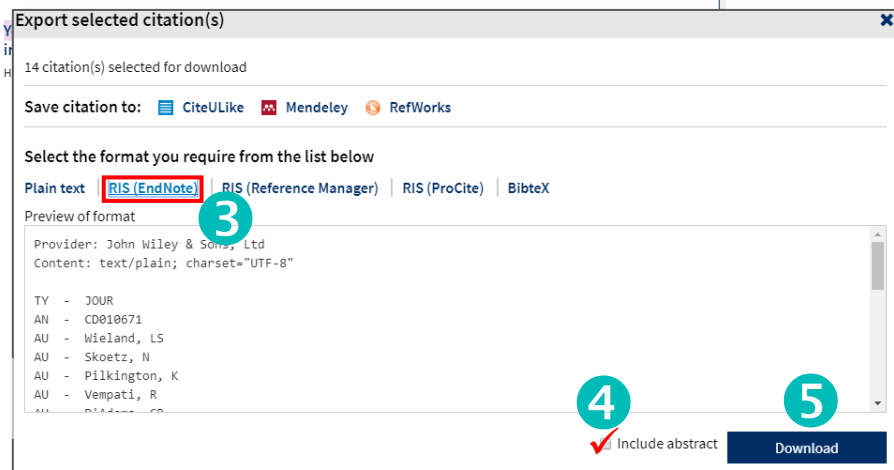 Export selected citation(s)
14 citation(s) selected for download
Save citation to: CiteULike Mendeley RefWorks
Select the format you require from the list below
Plain text RIS (EndNote) RIS (Reference Manager) RIS (ProCite) BibteX
3
Preview of format
Provider: John Wiley & Sons, Ltd
Content: text/plain; charset="UTF-8"
TY - JOUR
AN - CD010671
AU - Wieland, LS
AU - Skoetz, N
AU - Pilkington, K
AU - Vempati, R
4
5
Include abstract
Download